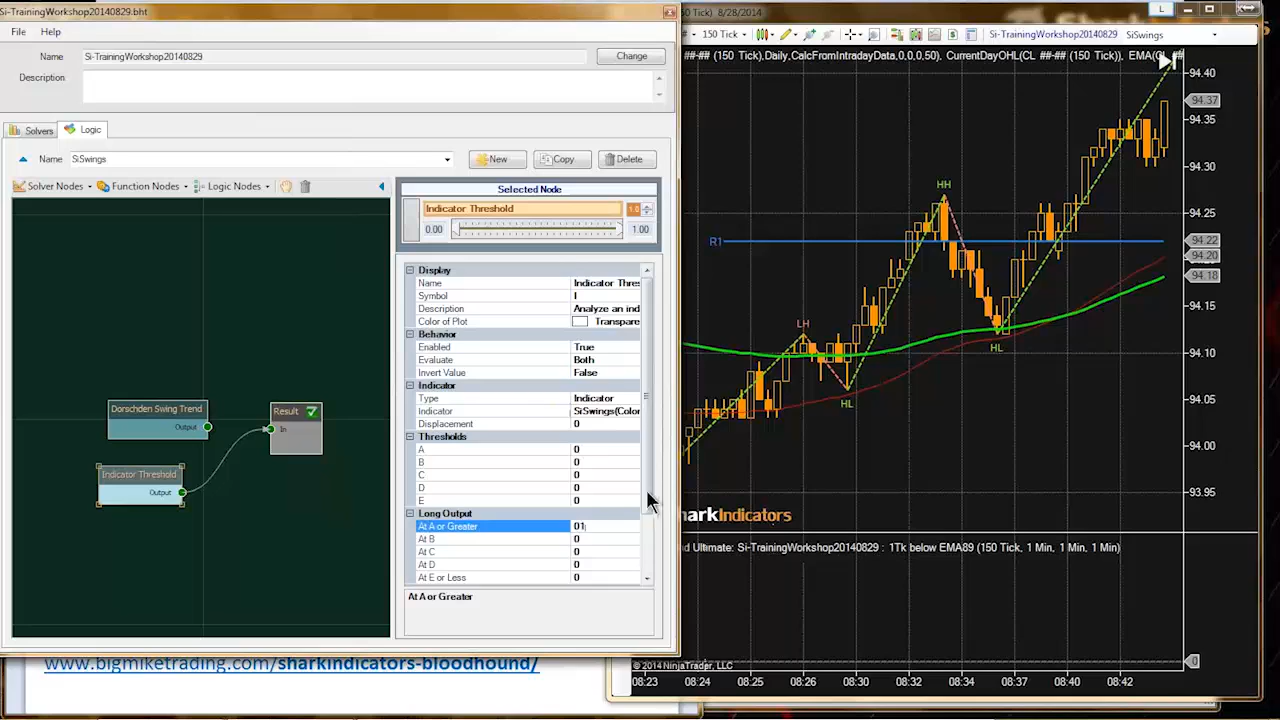 Si-TrainingWorkshop20140829.bht
File Help
Name Si-TrainingWorkshop20140829 Change
Description
Solvers Logic
Name SiSwings New Copy Delete
Solver Nodes Function Nodes Logic Nodes
Selected Node
Indicator Threshold 1.0
0.00 1.00
Display
Name Indicator Thres
Symbol I
Description Analyze an ind
Color of Plot Transpare
Behavior
Enabled True
Evaluate Both
Invert Value False
Indicator
Type Indicator
Indicator SiSwings(Color
Displacement 0
Thresholds
A 0
B 0
C 0
D 0
E 0
Long Output
At A or Greater 01
At B 0
At C 0
At D 0
At E or Less 0
At A or Greater
Dorschden Swing Trend
Output
Result
In
Indicator Threshold
Output
www.bigmiketrading.com/sharkindicators-bloodhound/
Tick) 8/28/2014 L
150 Tick Si-TrainingWorkshop20140829 SiSwings
##-## (150 Tick),Daily,CalcFromIntradayData,0,0,0,50), CurrentDayOHL(CL ##-## (150 Tick)), EMA(CL ##
94.40
94.37
94.35
94.30
94.25
94.22
94.20
94.18
94.15
94.10
94.05
94.00
93.95
HH
R1
LH
HL
HL
harkIndicators
nd Ultimate: Si-TrainingWorkshop20140829 : 1Tk below EMA89 (150 Tick, 1 Min, 1 Min, 1 Min)
0
© 2014 NinjaTrader, LLC
08:23 08:24 08:25 08:26 08:30 08:32 08:34 08:37 08:40 08:42